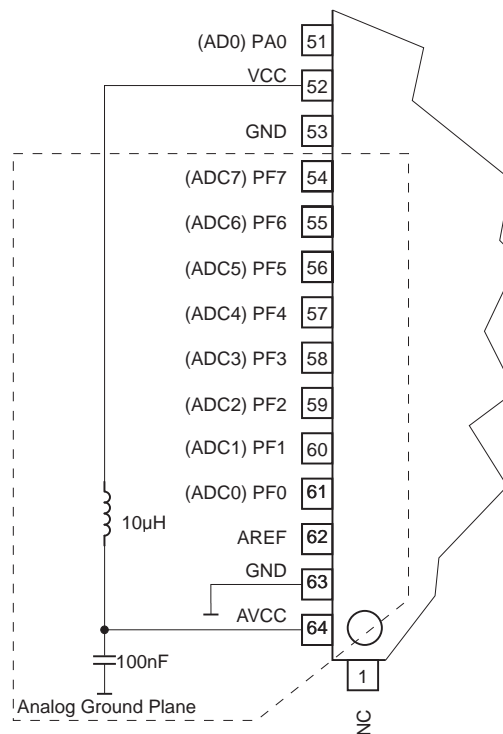 (AD0) PA0 51
VCC 52
GND 53
(ADC7) PF7 54
(ADC6) PF6 55
(ADC5) PF5 56
(ADC4) PF4 57
(ADC3) PF3 58
(ADC2) PF2 59
(ADC1) PF1 60
(ADC0) PF0 61
10µH
AREF 62
GND 63
AVCC 64
100nF
1
Analog Ground Plane
NC